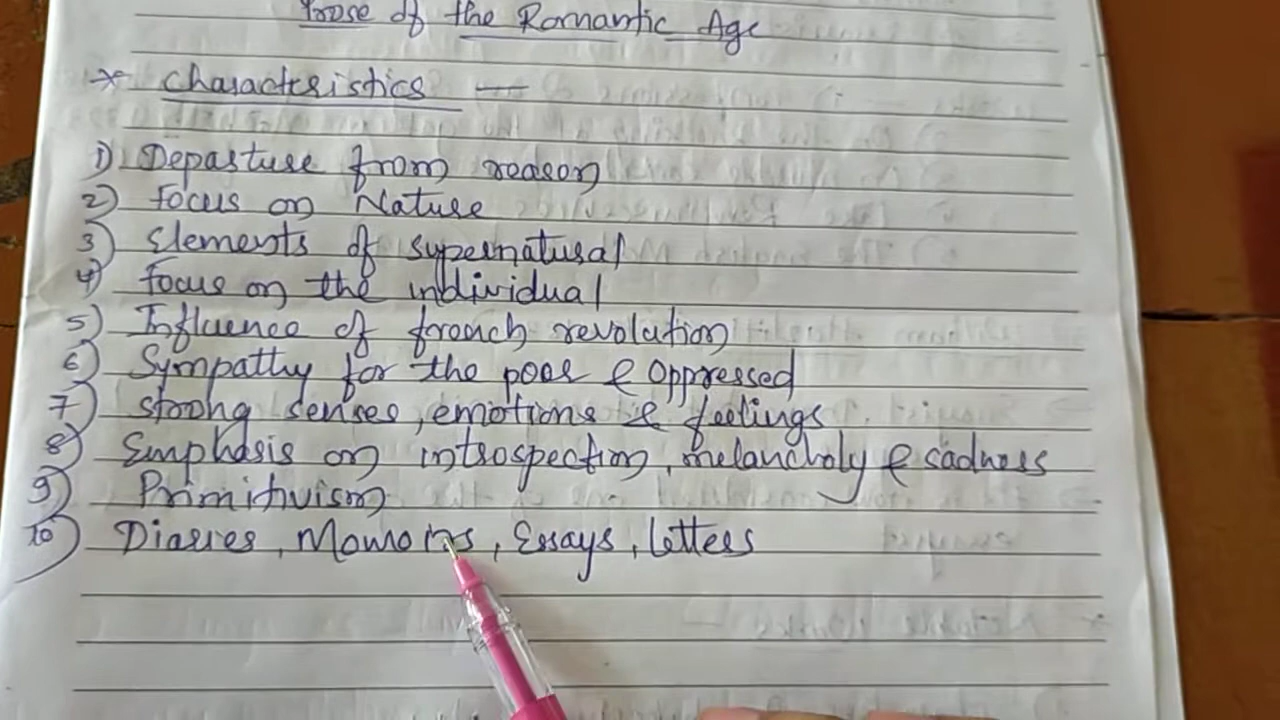 Prose of the Romantic Age
* Characteristics —
1) Departure from reason
2) Focus on Nature
3) Elements of supernatural
4) Focus on the individual
5) Influence of french revolution
6) Sympathy for the poor & Oppressed
7) strong senses, emotions & feelings
8) Emphasis on introspection, melancholy & sadness
9) Primitivism
10) Diaries, Memoirs, Essays, letters